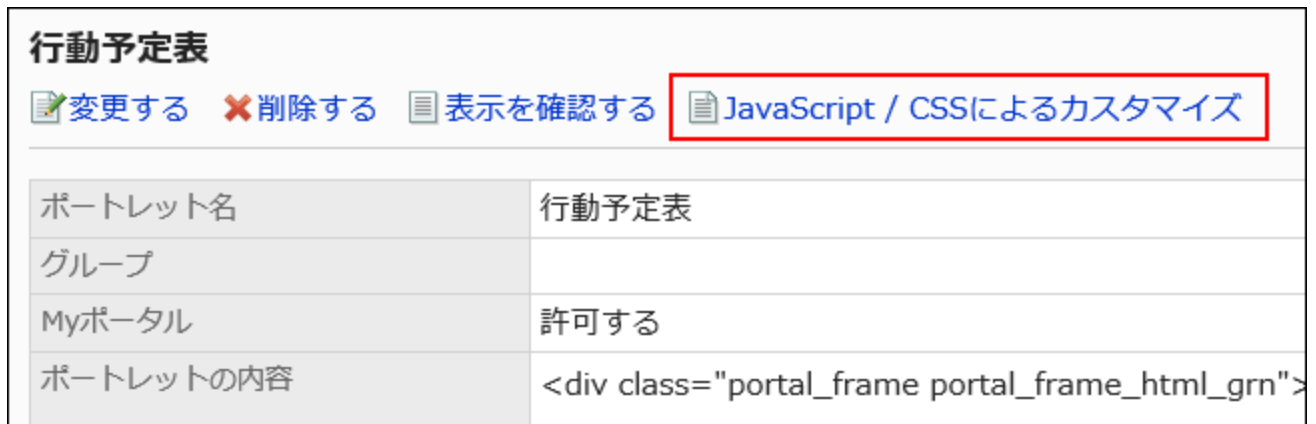 行動予定表
変更する 削除する 表示を確認する JavaScript / CSSによるカスタマイズ
ポートレット名 行動予定表
グループ
Myポータル 許可する
ポートレットの内容 <div class="portal_frame portal_frame_html_grn">